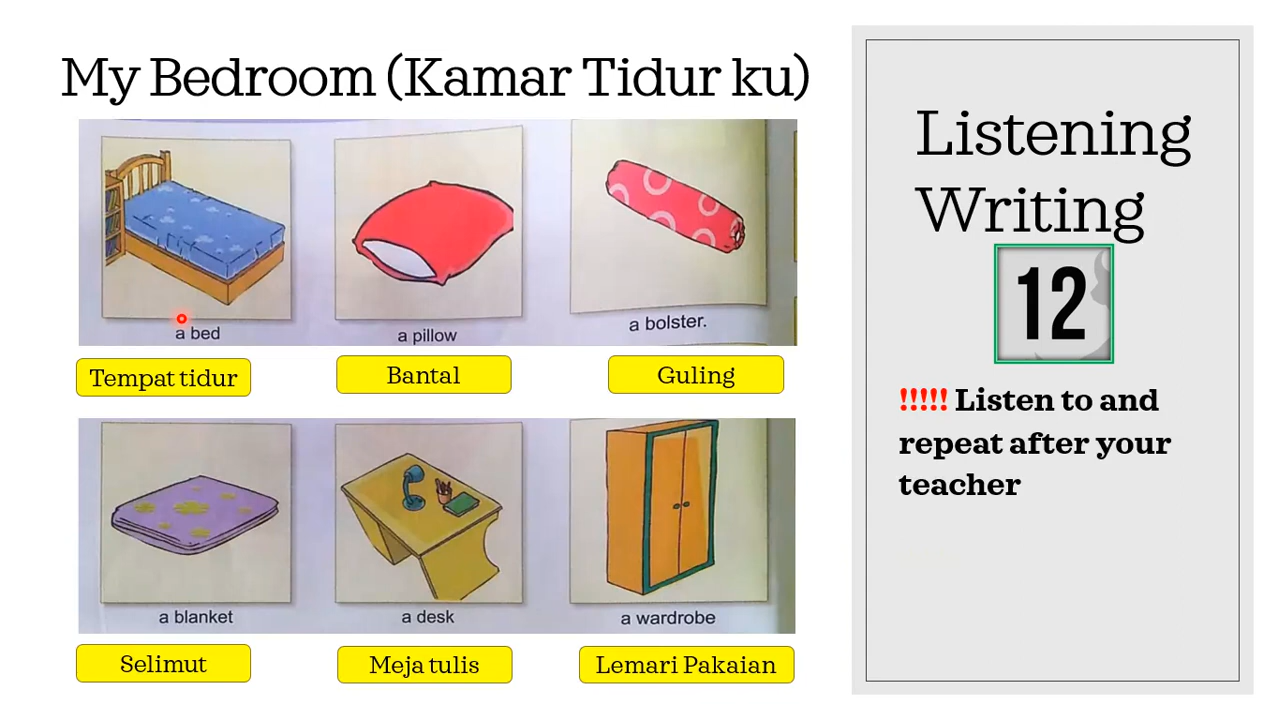 My Bedroom (Kamar Tidur ku)
a bed
a pillow
a bolster.
Tempat tidur
Bantal
Guling
a blanket
a desk
a wardrobe
Selimut
Meja tulis
Lemari Pakaian
Listening
Writing
12
!!!!! Listen to and
repeat after your
teacher